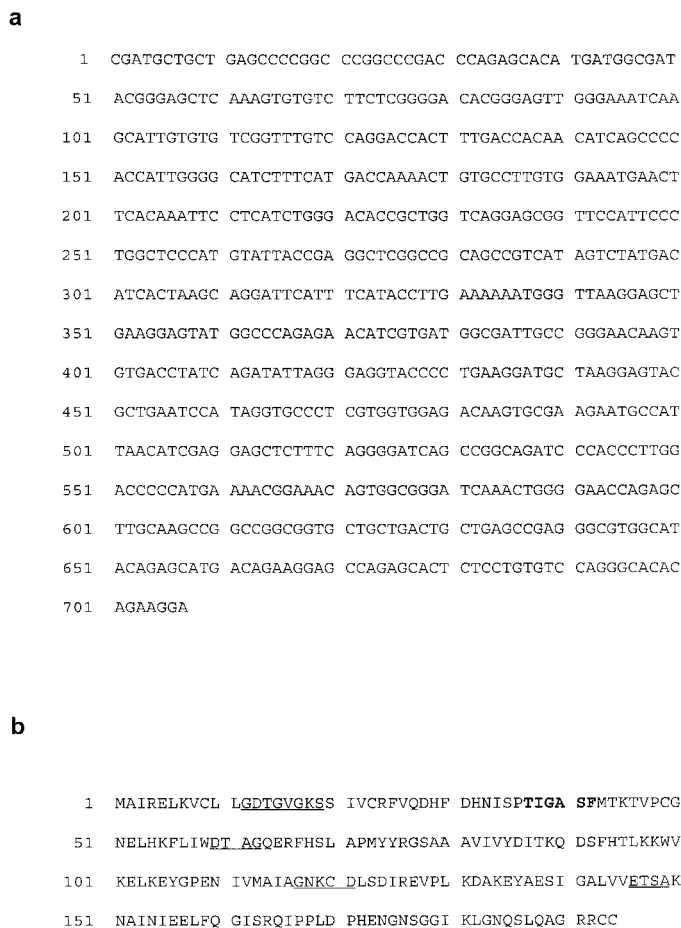 a
1 CGATGCTGCT GAGCCCCGGC CCGGCCCGAC CCAGAGCACA TGATGGCGAT
51 ACGGGAGCTC AAAGTGTGTC TTCTCGGGGA CACGGGAGTT GGGAAATCAA
101 GCATTGTGTG TCGGTTTGTC CAGGACCACT TTGACCACAA CATCAGCCCC
151 ACCATTGGGG CATCTTTCAT GACCAAAACT GTGCCTTGTG GAAATGAACT
201 TCACAAATTC CTCATCTGGG ACACCGCTGG TCAGGAGCGG TTCCATTCCC
251 TGGCTCCCAT GTATTACCGA GGCTCGGCCG CAGCCGTCAT AGTCTATGAC
301 ATCACTAAGC AGGATTCATT TCATACCTTG AAAAAATGGG TTAAGGAGCT
351 GAAGGAGTAT GGCCCAGAGA ACATCGTGAT GGCGATTGCC GGGAACAAGT
401 GTGACCTATC AGATATTAGG GAGGTACCCC TGAAGGATGC TAAGGAGTAC
451 GCTGAATCCA TAGGTGCCCT CGTGGTGGAG ACAAGTGCGA AGAATGCCAT
501 TAACATCGAG GAGCTCTTTC AGGGGATCAG CCGGCAGATC CCACCCTTGG
551 ACCCCCATGA AAACGGAAAC AGTGGCGGGA TCAAACTGGG GAACCAGAGC
601 TTGCAAGCCG GCCGGCGGTG CTGCTGACTG CTGAGCCGAG GGCGTGGCAT
651 ACAGAGCATG ACAGAAGGAG CCAGAGCACT CTCCTGTGTC CAGGGCACAC
701 AGAAGGA
b
1 MAIRELKVCL LGDTGVGKSS IVCRFVQDHF DHNISPTIGA SFMTKTVPCG
51 NELHKFLIWDT AGQERFHSL APMYYRGSAA AVIVYDITKQ DSFHTLKKWV
101 KELKEYGPEN IVMAIAGNKC DLSDIREVPL KDAKEYAESI GALVVETSAK
151 NAINIEELFQ GISRQIPPLD PHENGNSGGI KLGNQSLQAG RRCC